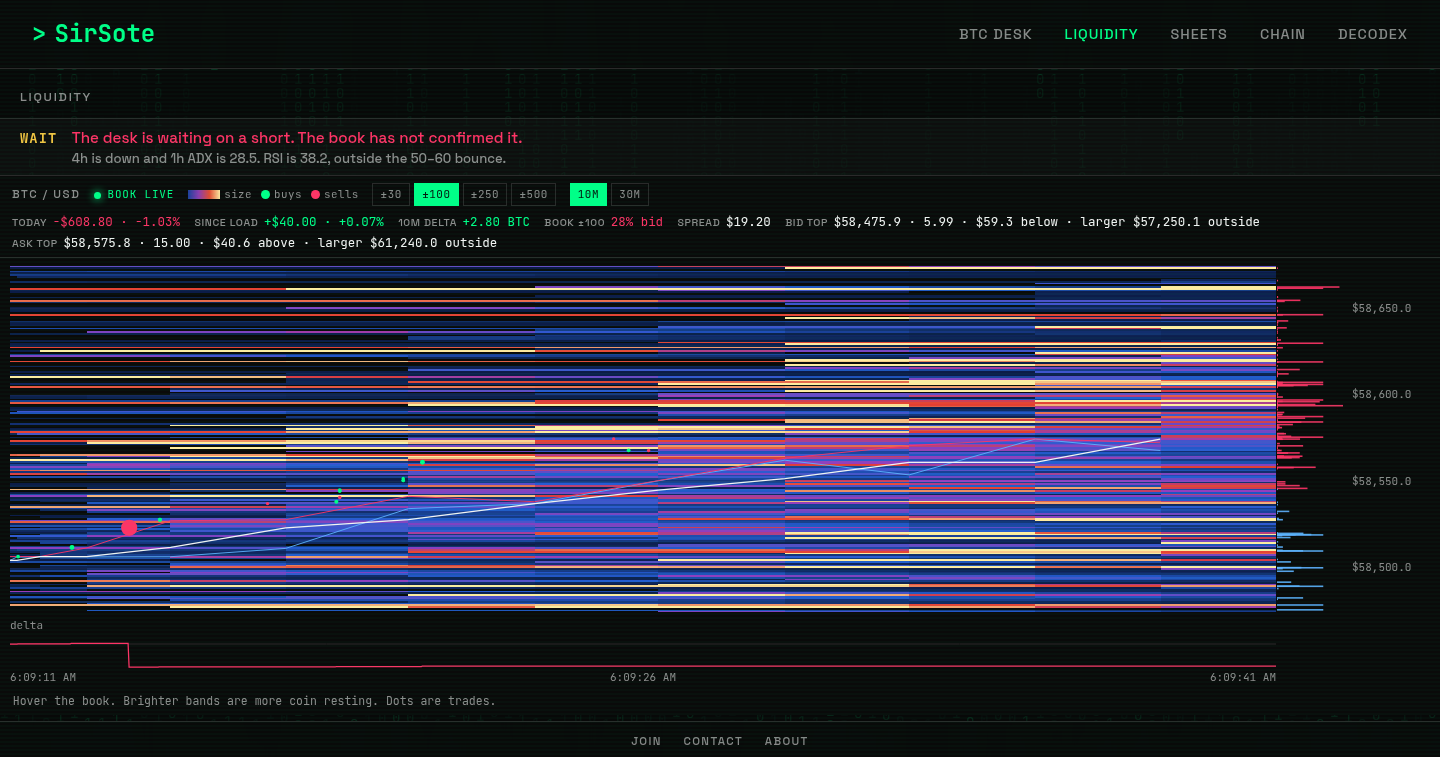 > SirSote
BTC DESK LIQUIDITY SHEETS CHAIN DECODEX
LIQUIDITY
WAIT The desk is waiting on a short. The book has not confirmed it.
4h is down and 1h ADX is 28.5. RSI is 38.2, outside the 50–60 bounce.
BTC / USD BOOK LIVE size buys sells ±30 ±100 ±250 ±500 10M 30M
TODAY -$608.80 · -1.03% SINCE LOAD +$40.00 · +0.07% 10M DELTA +2.80 BTC BOOK ±100 28% bid SPREAD $19.20 BID TOP $58,475.9 · 5.99 · $59.3 below · larger $57,250.1 outside
ASK TOP $58,575.8 · 15.00 · $40.6 above · larger $61,240.0 outside
$58,650.0
$58,600.0
$58,550.0
$58,500.0
delta
6:09:11 AM 6:09:26 AM 6:09:41 AM
Hover the book. Brighter bands are more coin resting. Dots are trades.
JOIN CONTACT ABOUT